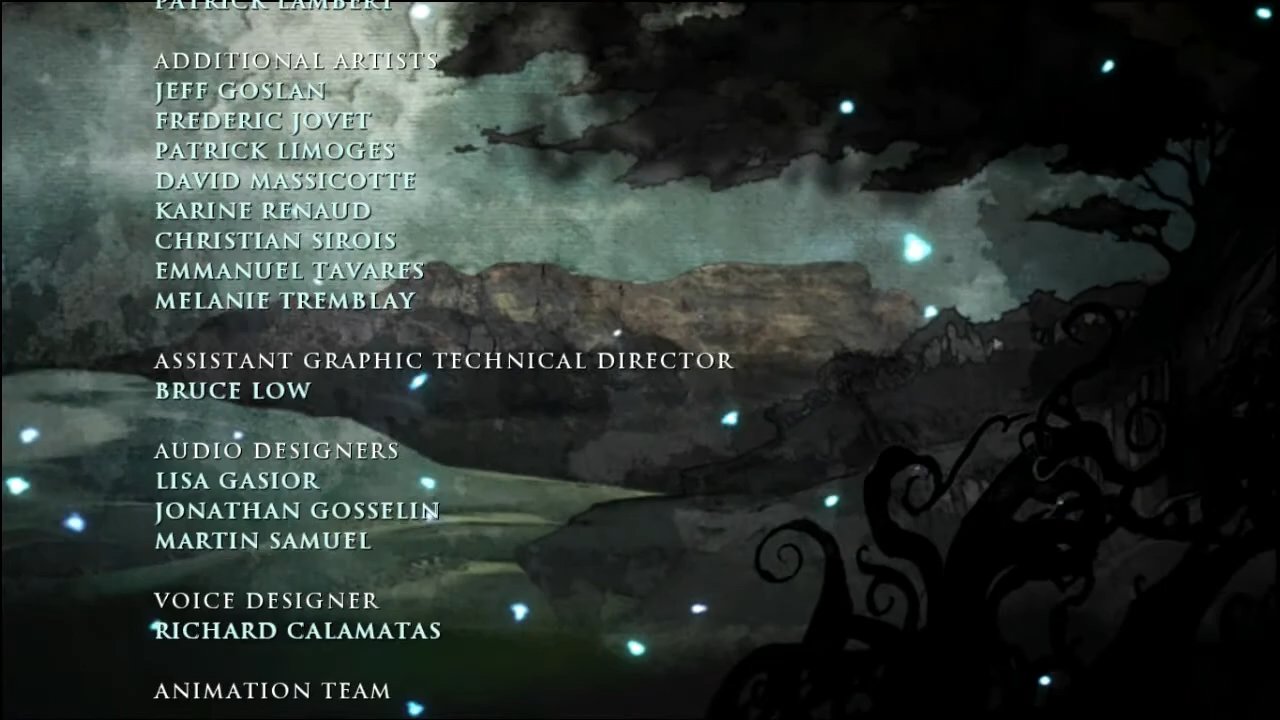 PATRICK LAMBERT
ADDITIONAL ARTISTS
JEFF GOSLAN
FREDERIC JOVET
PATRICK LIMOGES
DAVID MASSICOTTE
KARINE RENAUD
CHRISTIAN SIROIS
EMMANUEL TAVARES
MELANIE TREMBLAY
ASSISTANT GRAPHIC TECHNICAL DIRECTOR
BRUCE LOW
AUDIO DESIGNERS
LISA GASIOR
JONATHAN GOSSELIN
MARTIN SAMUEL
VOICE DESIGNER
RICHARD CALAMATAS
ANIMATION TEAM